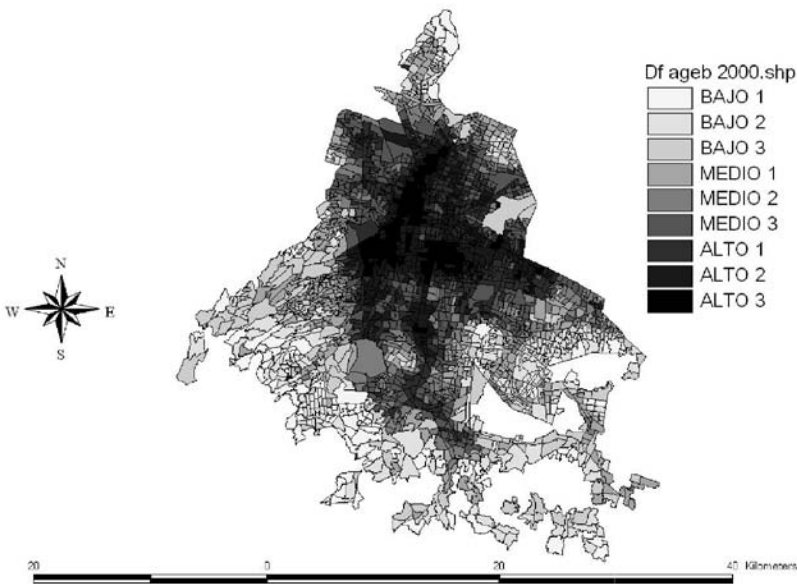 Df ageb 2000.shp
BAJO 1
BAJO 2
BAJO 3
MEDIO 1
MEDIO 2
MEDIO 3
ALTO 1
ALTO 2
ALTO 3
N
W E
S
20 0 20 40 Kilometers